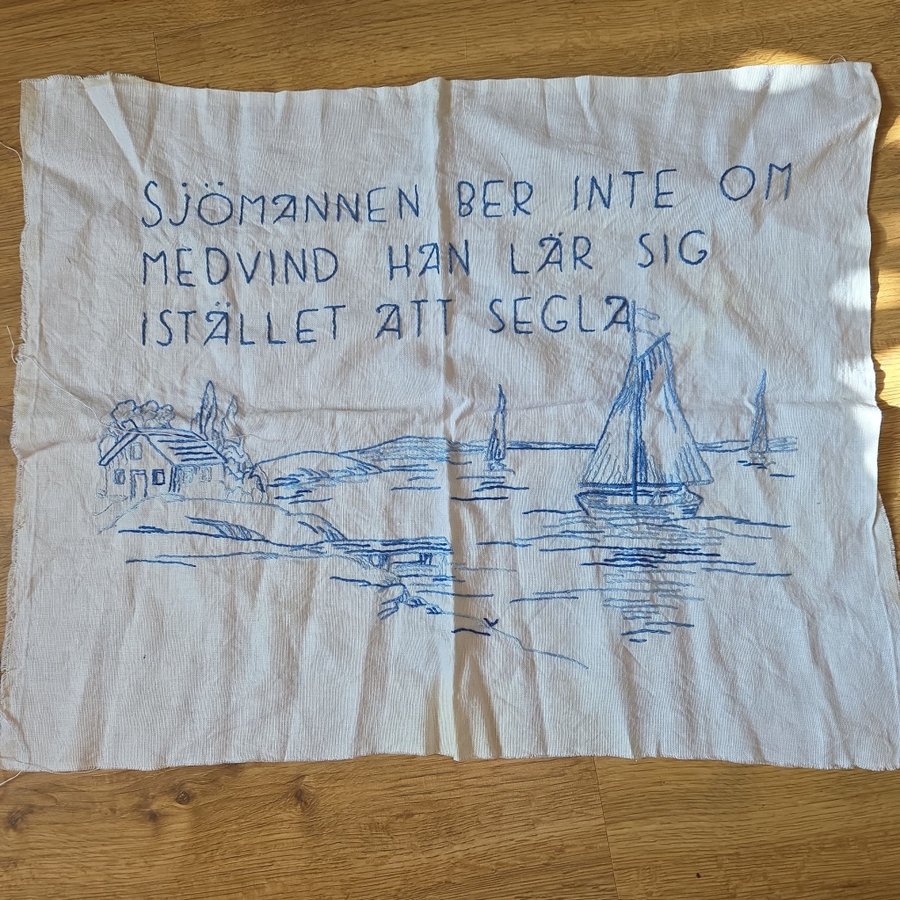 SJÖMANNEN BER INTE OM
MEDVIND HAN LÄR SIG
ISTÄLLET ATT SEGLA